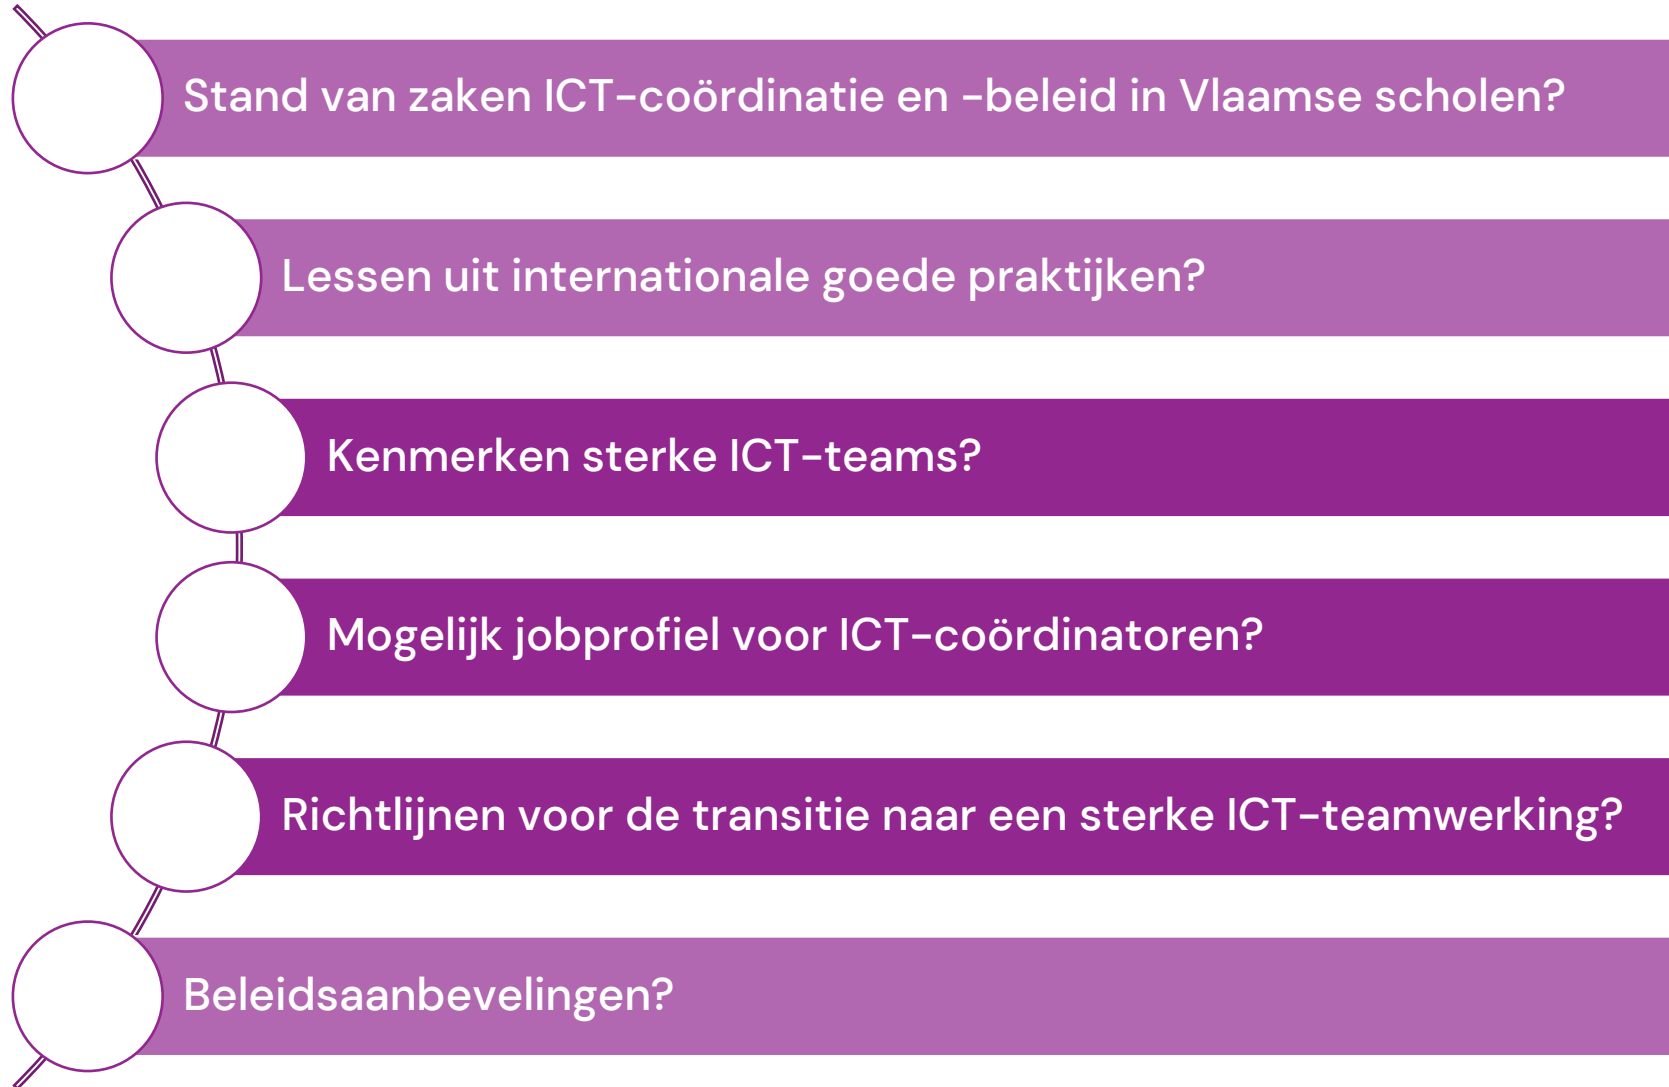 Stand van zaken ICT-coördinatie en -beleid in Vlaamse scholen?
Lessen uit internationale goede praktijken?
Kenmerken sterke ICT-teams?
Mogelijk jobprofiel voor ICT-coördinatoren?
Richtlijnen voor de transitie naar een sterke ICT-teamwerking?
Beleidsaanbevelingen?